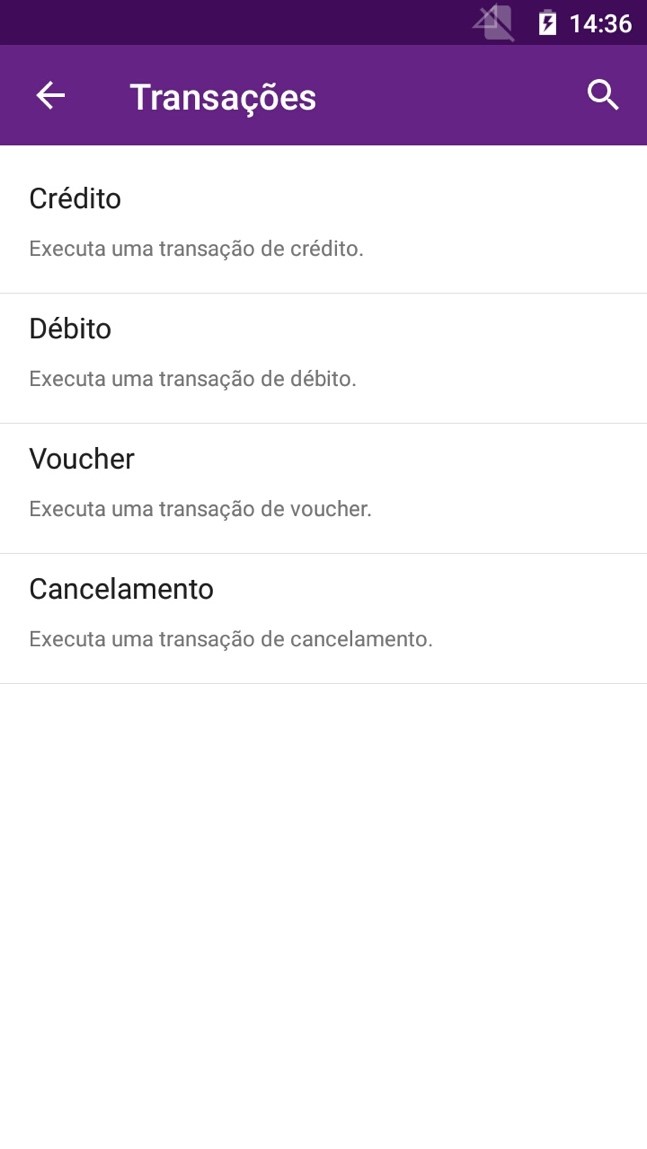 14:36
Transações
Crédito
Executa uma transação de crédito.
Débito
Executa uma transação de débito.
Voucher
Executa uma transação de voucher.
Cancelamento
Executa uma transação de cancelamento.